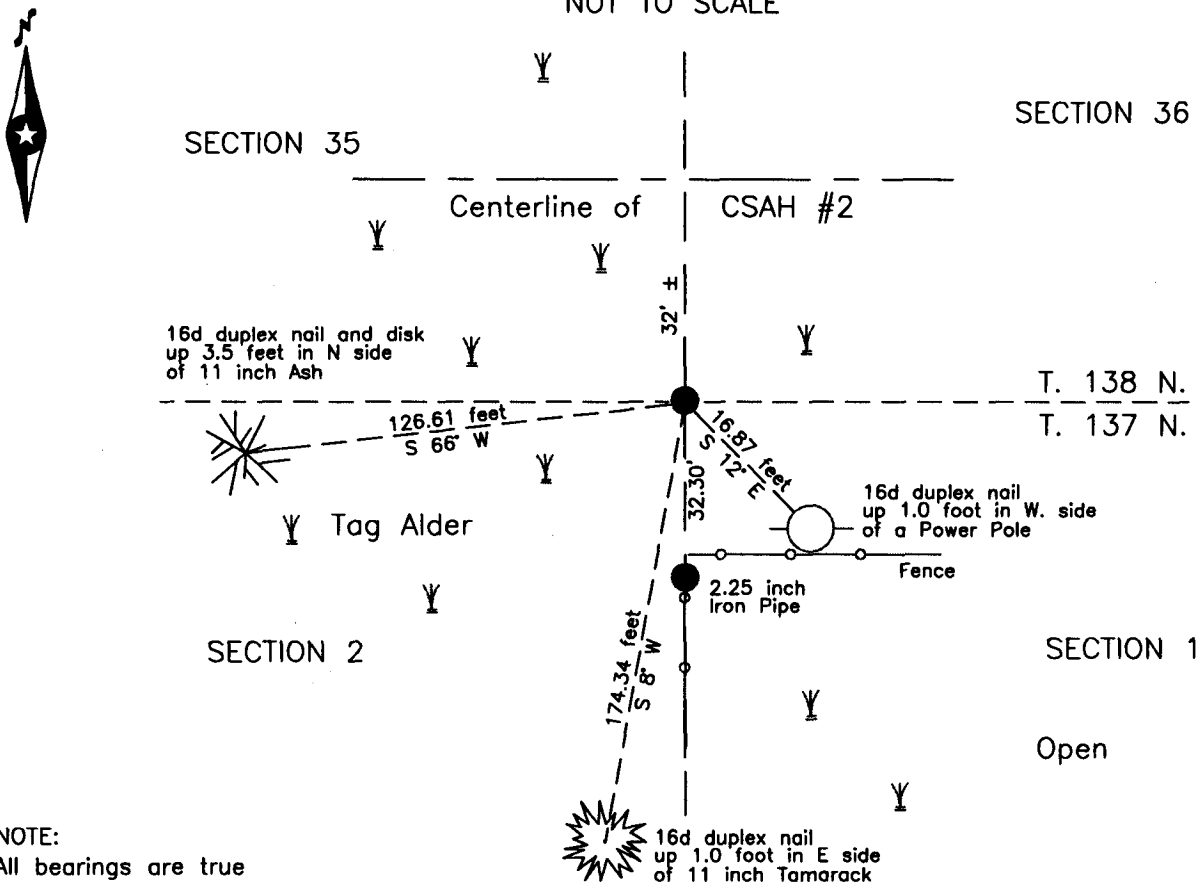 NOT TO SCALE
N
SECTION 35
SECTION 36
Centerline of CSAH #2
32' ±
16d duplex nail and disk
up 3.5 feet in N side
of 11 inch Ash
T. 138 N.
T. 137 N.
126.61 feet
S 66° W
16.87 feet
S 12° E
32.30'
16d duplex nail
up 1.0 foot in W. side
of a Power Pole
Tag Alder
Fence
2.25 inch
Iron Pipe
174.34 feet
S 8° W
SECTION 2
SECTION 1
Open
NOTE:
All bearings are true
16d duplex nail
up 1.0 foot in E side
of 11 inch Tamarack